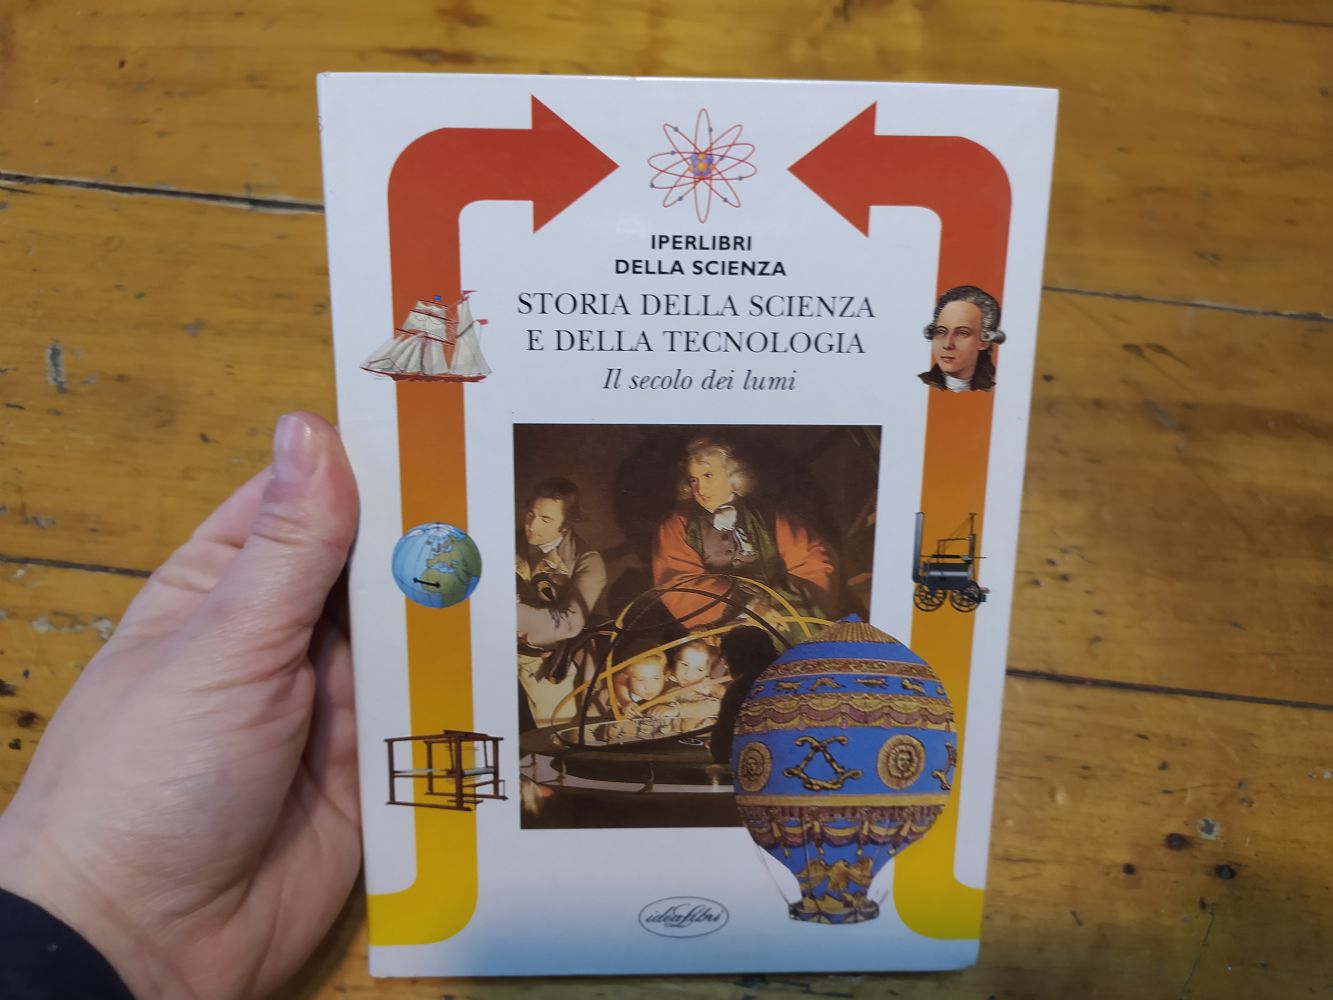 IPERLIBRI
DELLA SCIENZA
STORIA DELLA SCIENZA
E DELLA TECNOLOGIA
Il secolo dei lumi
idealibri